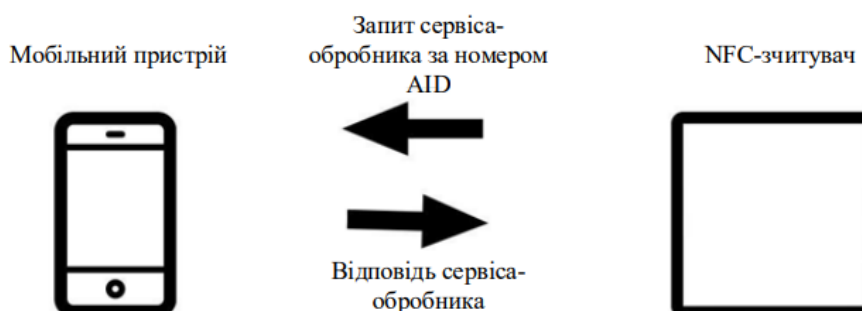 Мобільний пристрій
Запит сервіса-
обробника за номером
AID
NFC-зчитувач
Відповідь сервіса-
обробника